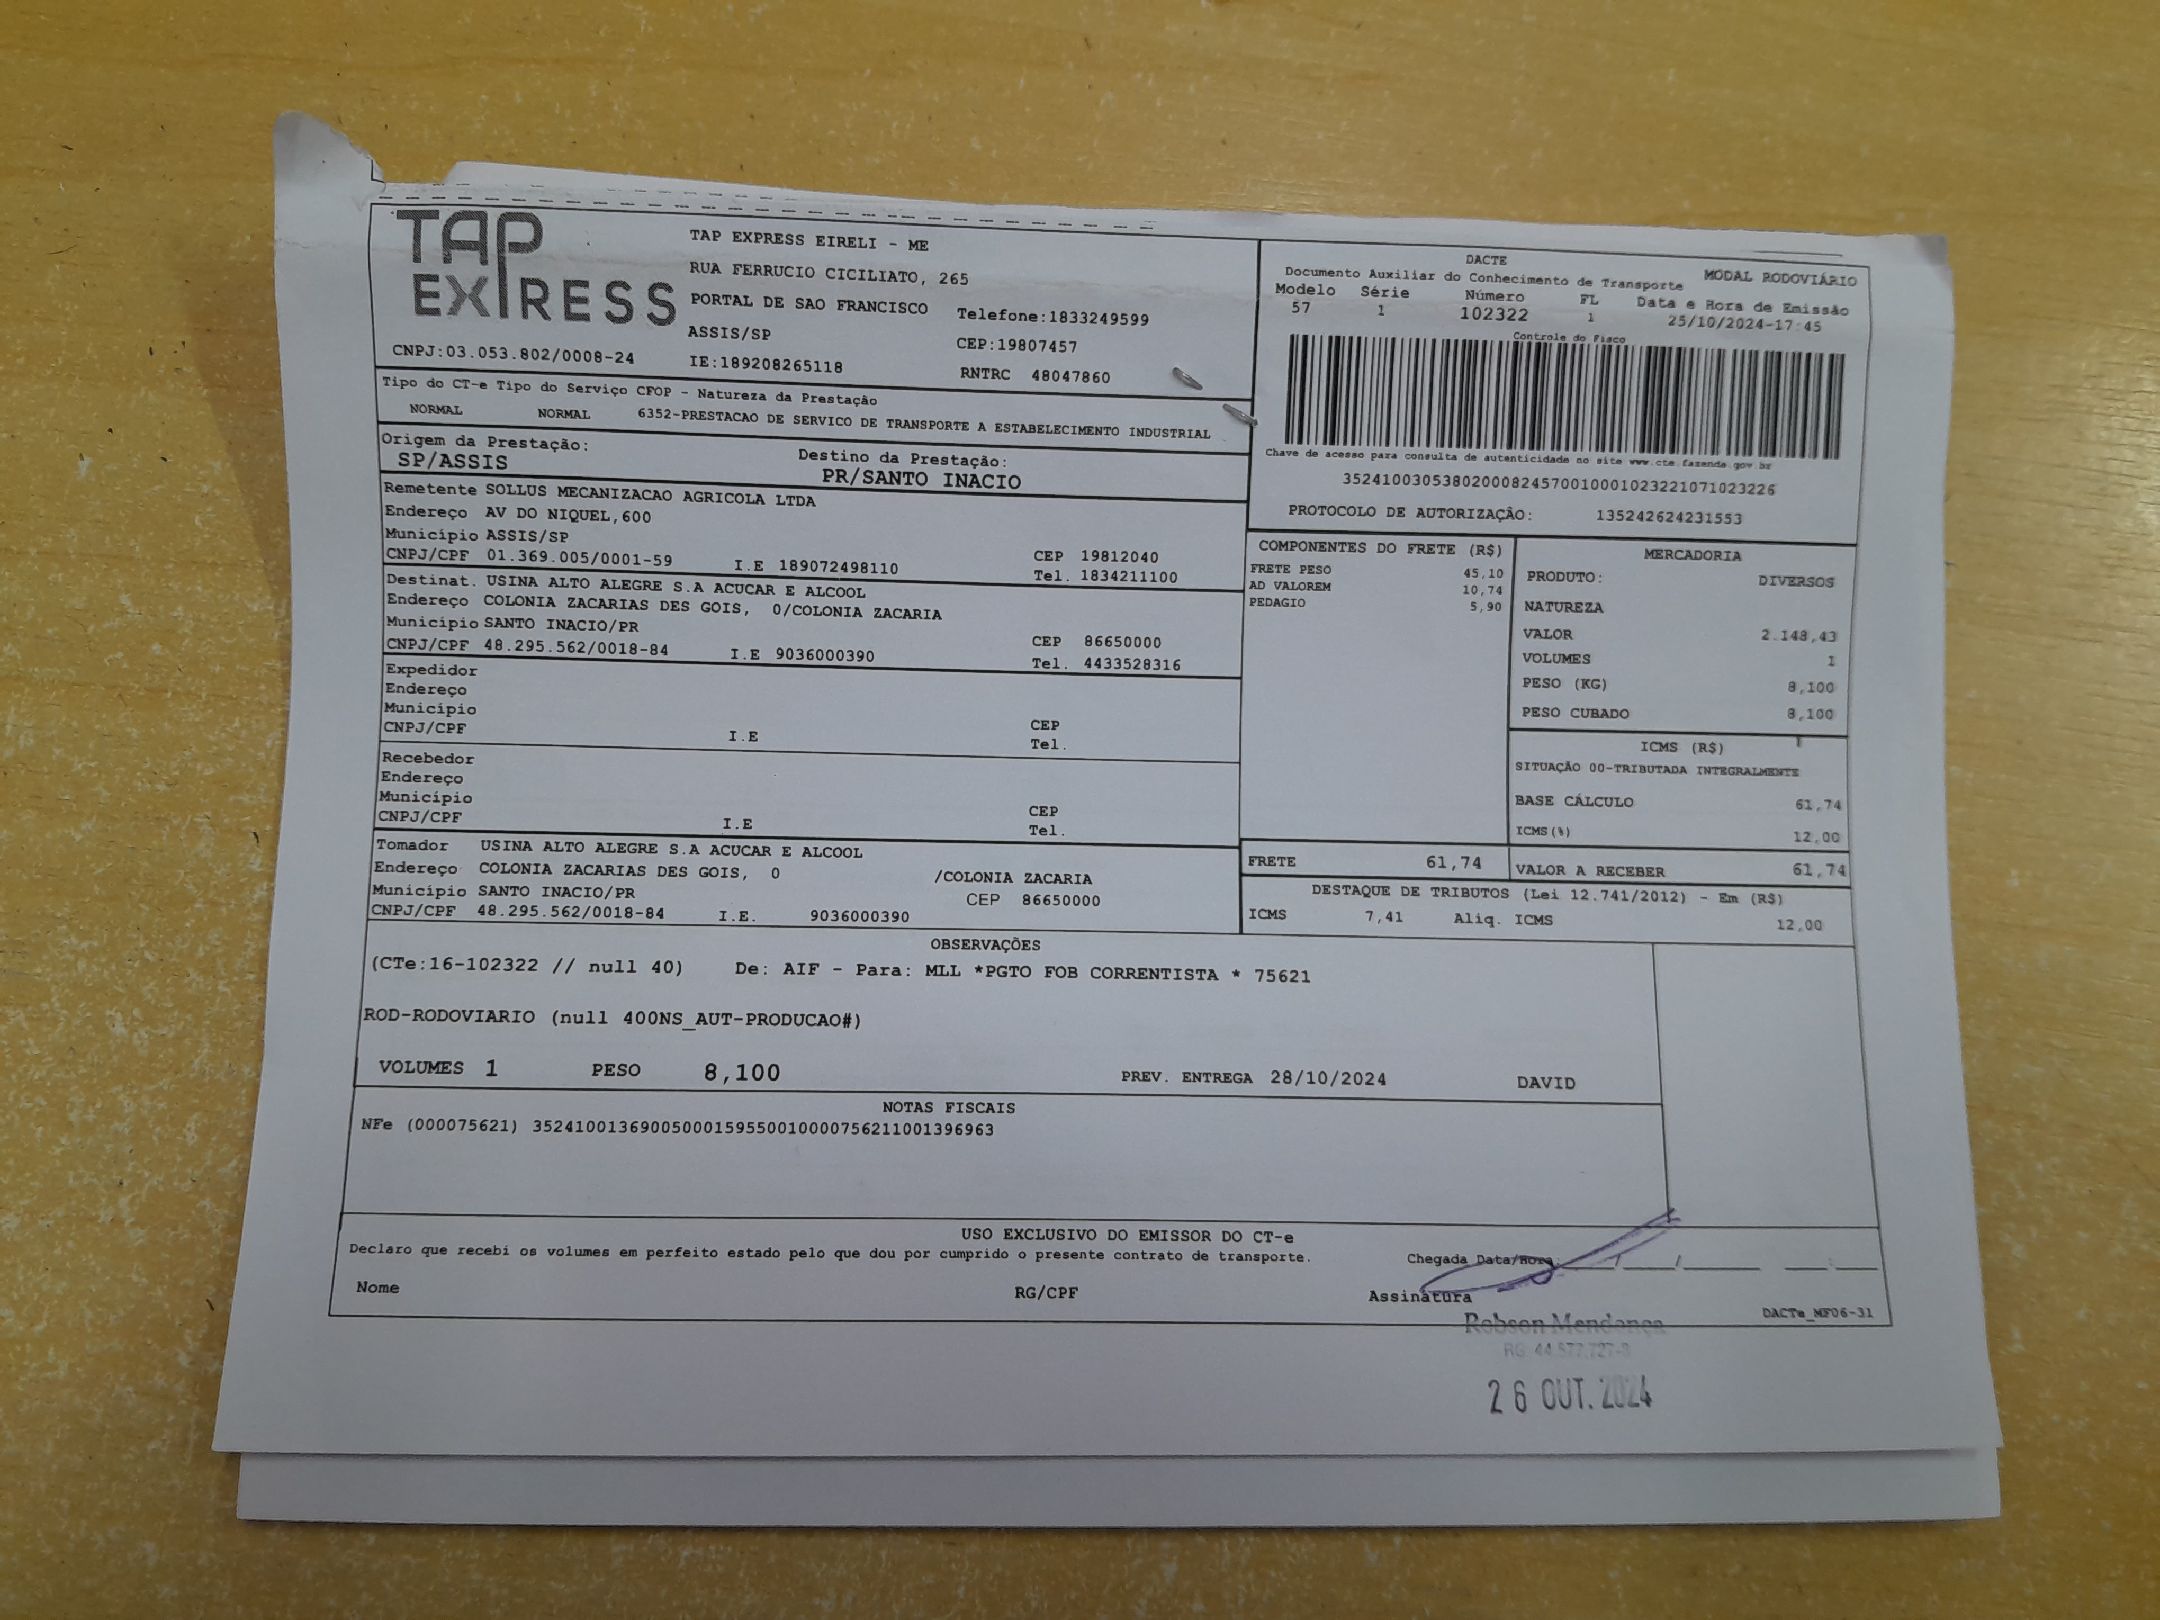 TAP
EXPRESS
CNPJ:03.053.802/0008-24
TAP EXPRESS EIRELI - ME
RUA FERRUCIO CICILIATO, 265
PORTAL DE SAO FRANCISCO
Telefone:1833249599
ASSIS/SP
CEP:19807457
IE:189208265118
RNTRC 48047860
DACTE
Documento Auxiliar do Conhecimento de Transporte
MODAL RODOVIÁRIO
Modelo Série Número FL Data e Hora de Emissão
57 1 102322 1 25/10/2024-17:45
Controle do Fisco
Chave de acesso para consulta de autenticidade no site www.cte.fazenda.gov.br
35241003053802000824570010001023221071023226
PROTOCOLO DE AUTORIZAÇÃO: 135242624231553
Tipo do CT-e Tipo do Serviço CFOP - Natureza da Prestação
NORMAL NORMAL 6352-PRESTACAO DE SERVICO DE TRANSPORTE A ESTABELECIMENTO INDUSTRIAL
Origem da Prestação: Destino da Prestação:
SP/ASSIS PR/SANTO INACIO
Remetente SOLLUS MECANIZACAO AGRICOLA LTDA
Endereço AV DO NIQUEL,600
Município ASSIS/SP
CEP 19812040
CNPJ/CPF 01.369.005/0001-59 I.E 189072498110 Tel. 1834211100
Destinat. USINA ALTO ALEGRE S.A ACUCAR E ALCOOL
Endereço COLONIA ZACARIAS DES GOIS, 0/COLONIA ZACARIA
Município SANTO INACIO/PR
CEP 86650000
CNPJ/CPF 48.295.562/0018-84 I.E 9036000390 Tel. 4433528316
Expedidor
Endereço
Município
CEP
CNPJ/CPF I.E Tel.
Recebedor
Endereço
Município
CEP
CNPJ/CPF I.E Tel.
Tomador USINA ALTO ALEGRE S.A ACUCAR E ALCOOL
Endereço COLONIA ZACARIAS DES GOIS, 0 /COLONIA ZACARIA
Município SANTO INACIO/PR CEP 86650000
CNPJ/CPF 48.295.562/0018-84 I.E. 9036000390
COMPONENTES DO FRETE (R$)
FRETE PESO 45,10
AD VALOREM 10,74
PEDAGIO 5,90
MERCADORIA
PRODUTO: DIVERSOS
NATUREZA
VALOR 2.148,43
VOLUMES 1
PESO (KG) 8,100
PESO CUBADO 8,100
ICMS (R$)
SITUAÇÃO 00-TRIBUTADA INTEGRALMENTE
BASE CÁLCULO 61,74
ICMS(%) 12,00
FRETE 61,74
VALOR A RECEBER 61,74
DESTAQUE DE TRIBUTOS (Lei 12.741/2012) - Em (R$)
ICMS 7,41 Aliq. ICMS 12,00
OBSERVAÇÕES
(CTe:16-102322 // null 40) De: AIF - Para: MLL *PGTO FOB CORRENTISTA * 75621
ROD-RODOVIARIO (null 400NS_AUT-PRODUCAO#)
VOLUMES 1 PESO 8,100 PREV. ENTREGA 28/10/2024 DAVID
NOTAS FISCAIS
NFe (000075621) 35241001369005000159550010000756211001396963
USO EXCLUSIVO DO EMISSOR DO CT-e
Declaro que recebi os volumes em perfeito estado pelo que dou por cumprido o presente contrato de transporte.
Chegada Data/Hora: ___/___/_____ ___:___
Nome RG/CPF Assinatura
DACTe_MF06-31
Robson Mendonça
RG 44.577.727-8
26 OUT. 2024